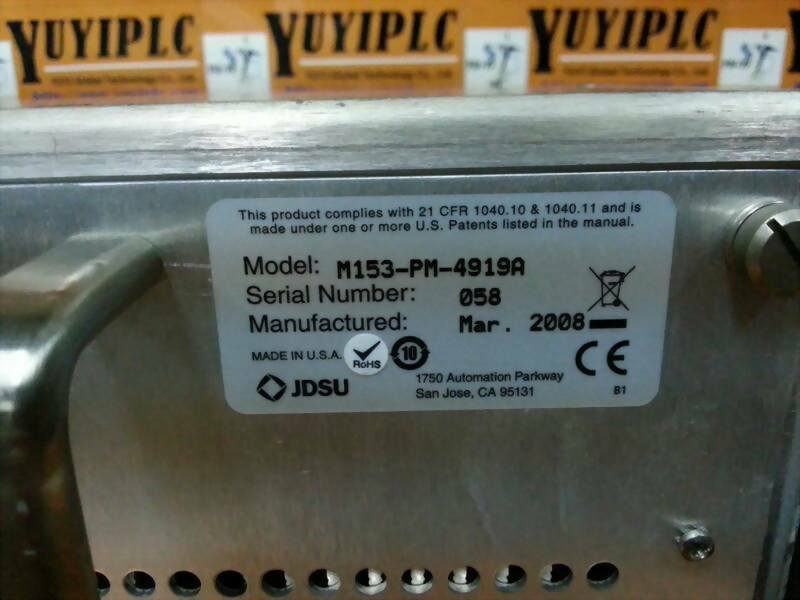 YUYIPLC YUYIPLC YUYIPLC
This product complies with 21 CFR 1040.10 & 1040.11 and is
made under one or more U.S. Patents listed in the manual.
Model: M153-PM-4919A
Serial Number: 058
Manufactured: Mar. 2008
MADE IN U.S.A. RoHS 10 CE
JDSU 1750 Automation Parkway
San Jose, CA 95131 B1